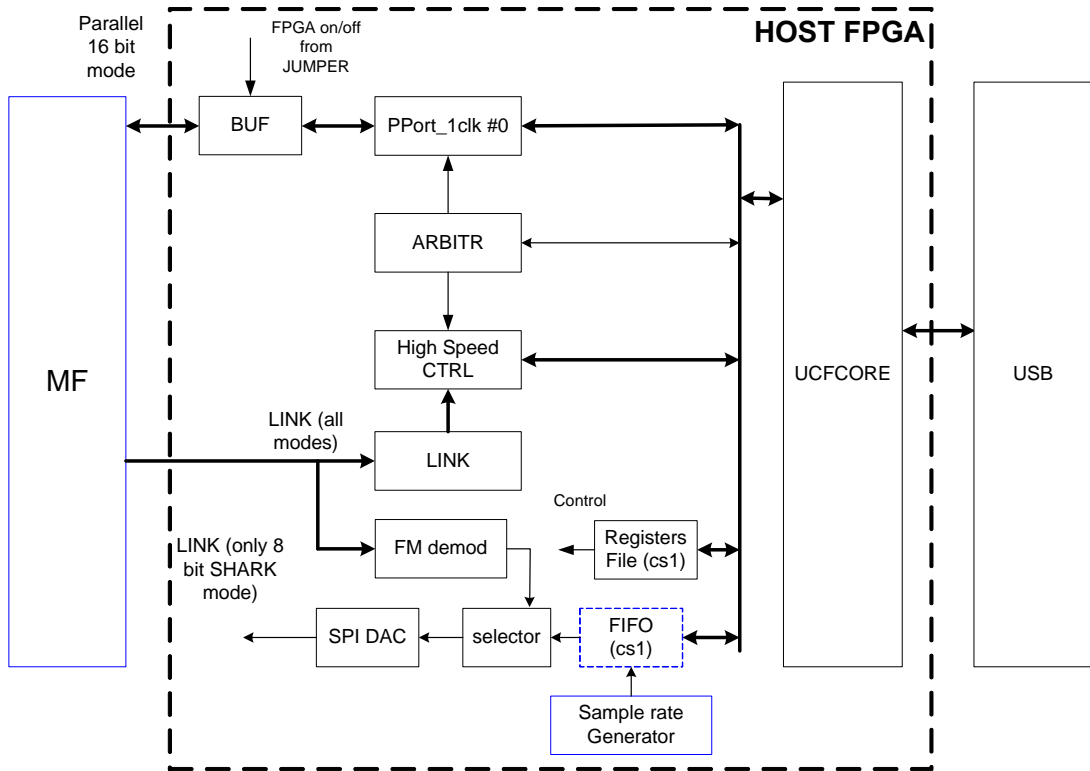 HOST FPGA
Parallel
16 bit
mode
FPGA on/off
from
JUMPER
BUF
PPort_1clk #0
ARBITR
High Speed
CTRL
MF
UCFCORE
USB
LINK (all
modes)
LINK
Control
LINK (only 8
bit SHARK
mode)
FM demod
Registers
File (cs1)
SPI DAC
selector
FIFO
(cs1)
Sample rate
Generator